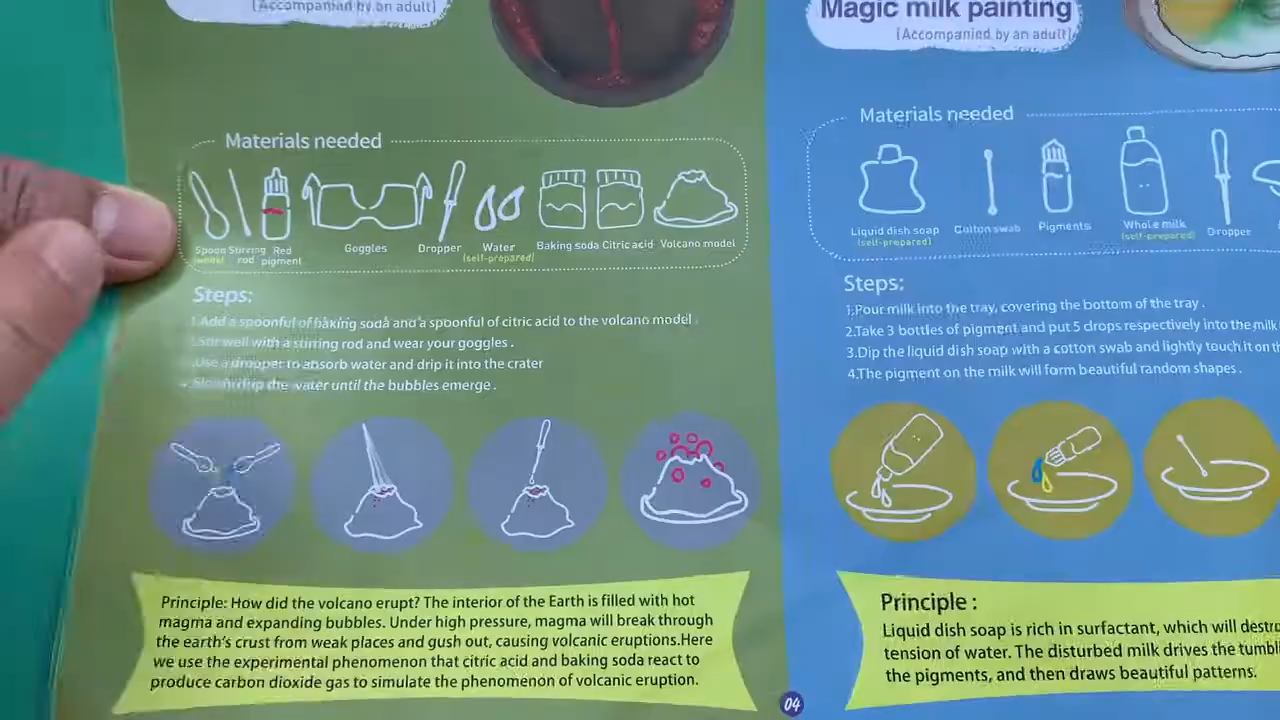 (Accompanied by an adult)
Materials needed
Spoon Stirring rod Red pigment Goggles Dropper Water (self-prepared) Baking soda Citric acid Volcano model
Steps:
1.Add a spoonful of baking soda and a spoonful of citric acid to the volcano model .
well with a stirring rod and wear your goggles .
Use a dropper to absorb water and drip it into the crater
drip the water until the bubbles emerge .
Principle: How did the volcano erupt? The interior of the Earth is filled with hot
magma and expanding bubbles. Under high pressure, magma will break through
the earth's crust from weak places and gush out, causing volcanic eruptions.Here
we use the experimental phenomenon that citric acid and baking soda react to
produce carbon dioxide gas to simulate the phenomenon of volcanic eruption.
04
Magic milk painting
(Accompanied by an adult)
Materials needed
Liquid dish soap (self-prepared) Cotton swab Pigments Whole milk (self-prepared) Dropper
Steps:
1.Pour milk into the tray, covering the bottom of the tray .
2.Take 3 bottles of pigment and put 5 drops respectively into the milk
3.Dip the liquid dish soap with a cotton swab and lightly touch it on
4.The pigment on the milk will form beautiful random shapes .
Principle :
Liquid dish soap is rich in surfactant, which will
tension of water. The disturbed milk drives the
the pigments, and then draws beautiful patterns.